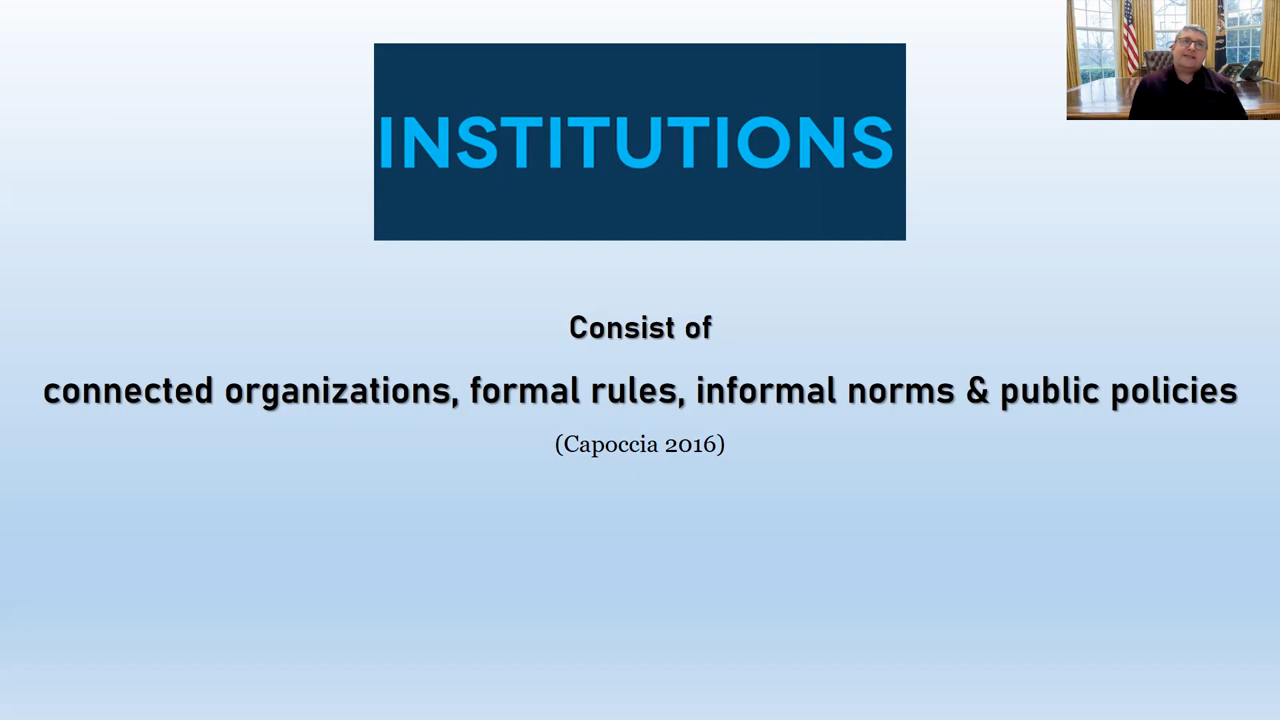 INSTITUTIONS
Consist of
connected organizations, formal rules, informal norms & public policies
(Capoccia 2016)